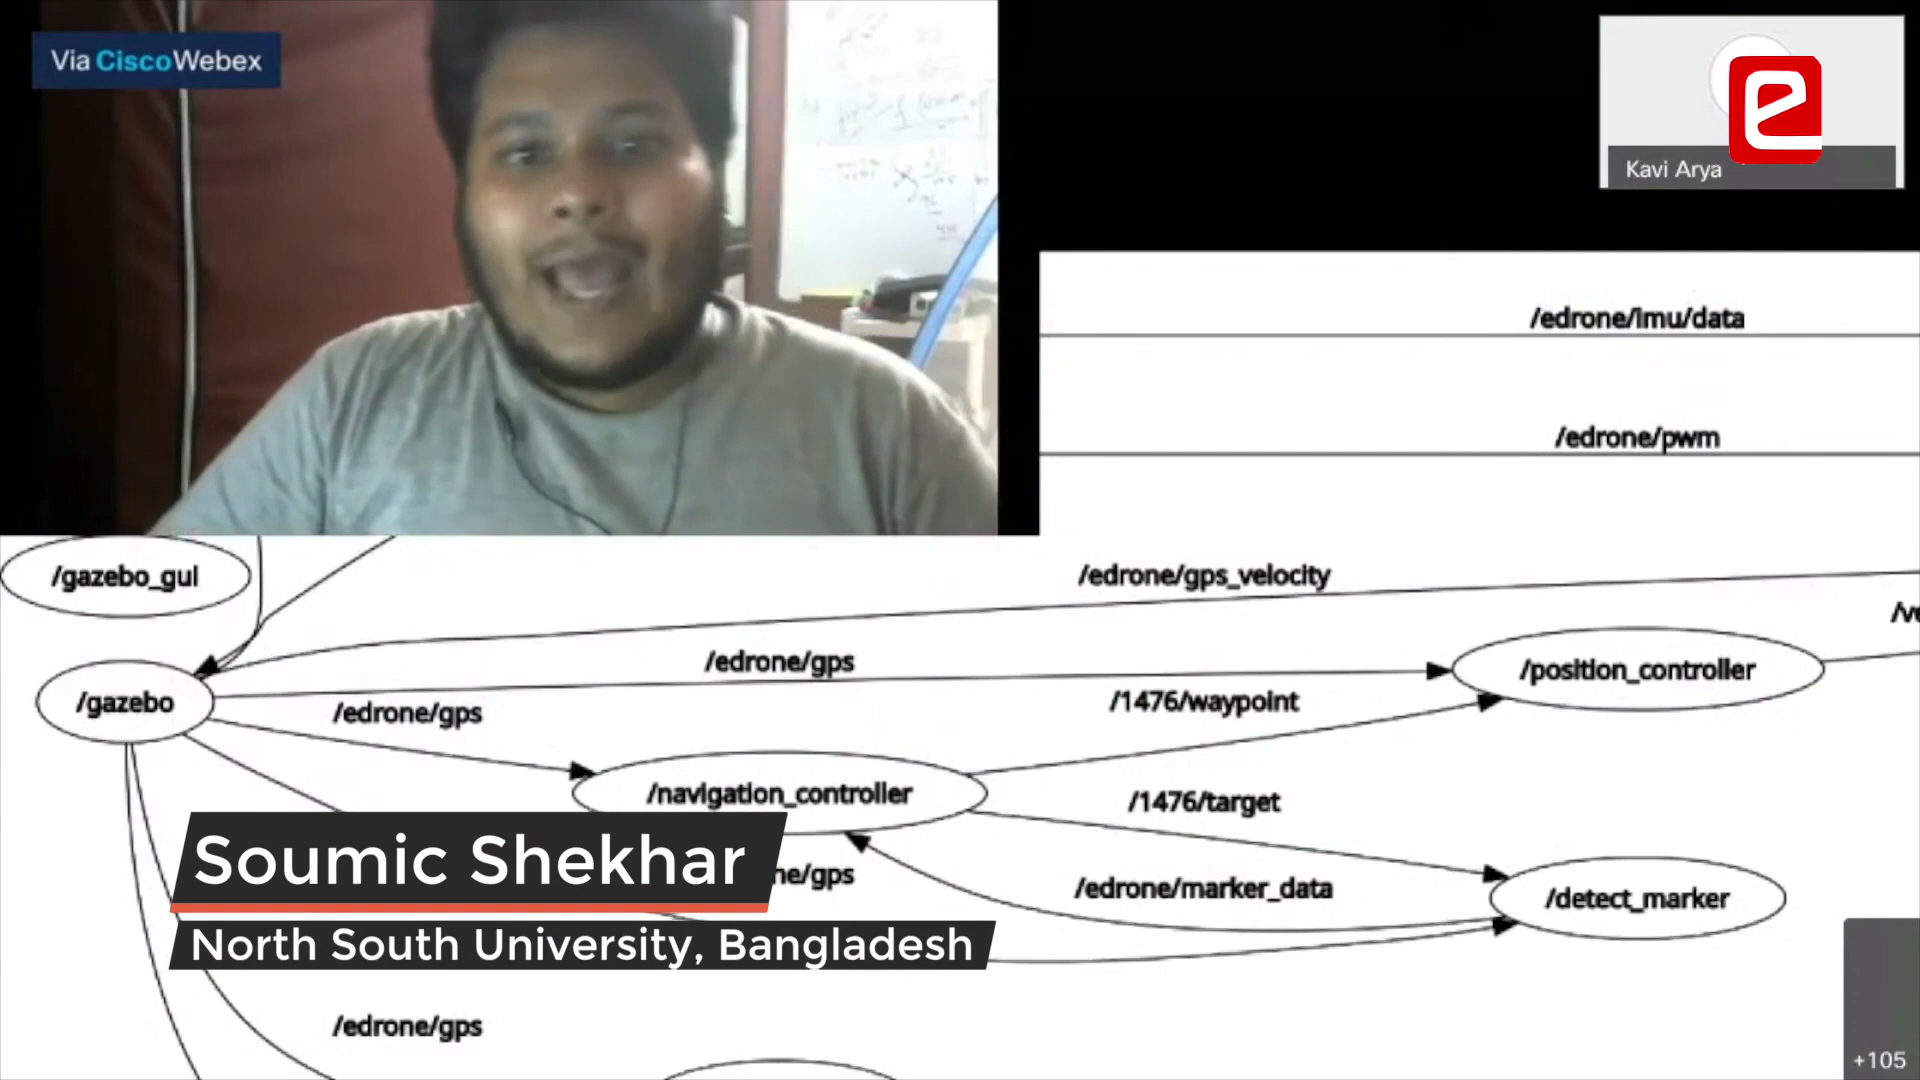 Via CiscoWebex
Kavi Arya
/edrone/imu/data
/edrone/pwm
/gazebo_gui
/edrone/gps_velocity
/edrone/gps
/position_controller
/gazebo
/edrone/gps
/1476/waypoint
/navigation_controller
/1476/target
Soumic Shekhar
ne/gps
/edrone/marker_data
/detect_marker
North South University, Bangladesh
/edrone/gps
+105